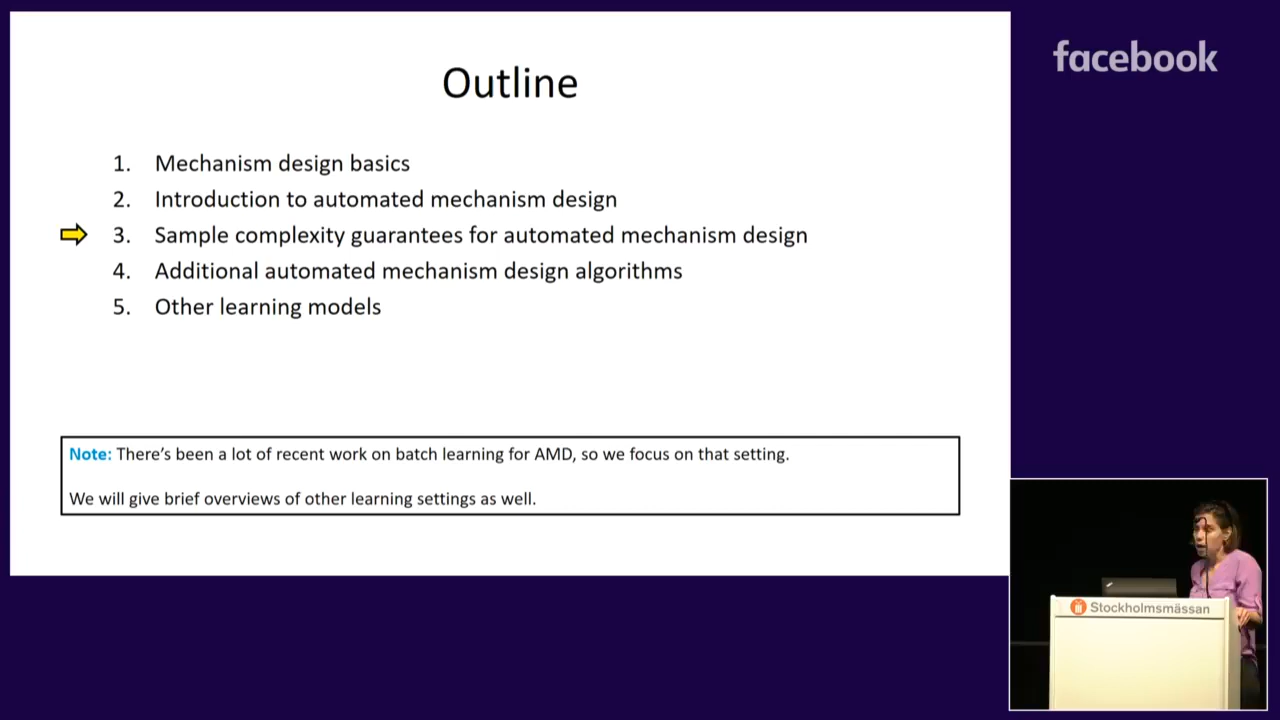 Outline
facebook
1. Mechanism design basics
2. Introduction to automated mechanism design
3. Sample complexity guarantees for automated mechanism design
4. Additional automated mechanism design algorithms
5. Other learning models
Note: There's been a lot of recent work on batch learning for AMD, so we focus on that setting.
We will give brief overviews of other learning settings as well.
Stockholmsmässan